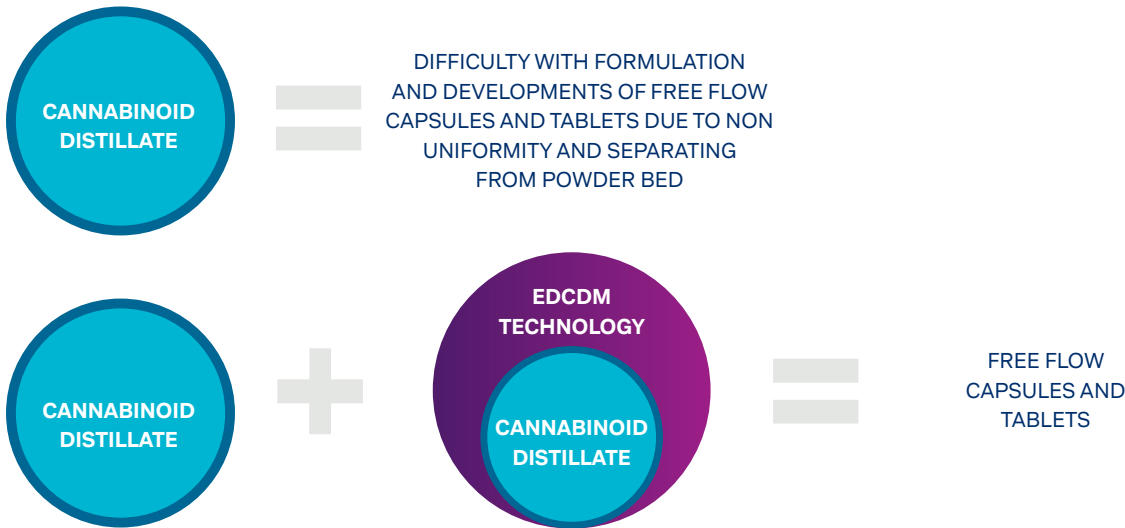 CANNABINOID
DISTILLATE
DIFFICULTY WITH FORMULATION
AND DEVELOPMENTS OF FREE FLOW
CAPSULES AND TABLETS DUE TO NON
UNIFORMITY AND SEPARATING
FROM POWDER BED
CANNABINOID
DISTILLATE
EDCDM
TECHNOLOGY
CANNABINOID
DISTILLATE
FREE FLOW
CAPSULES AND
TABLETS